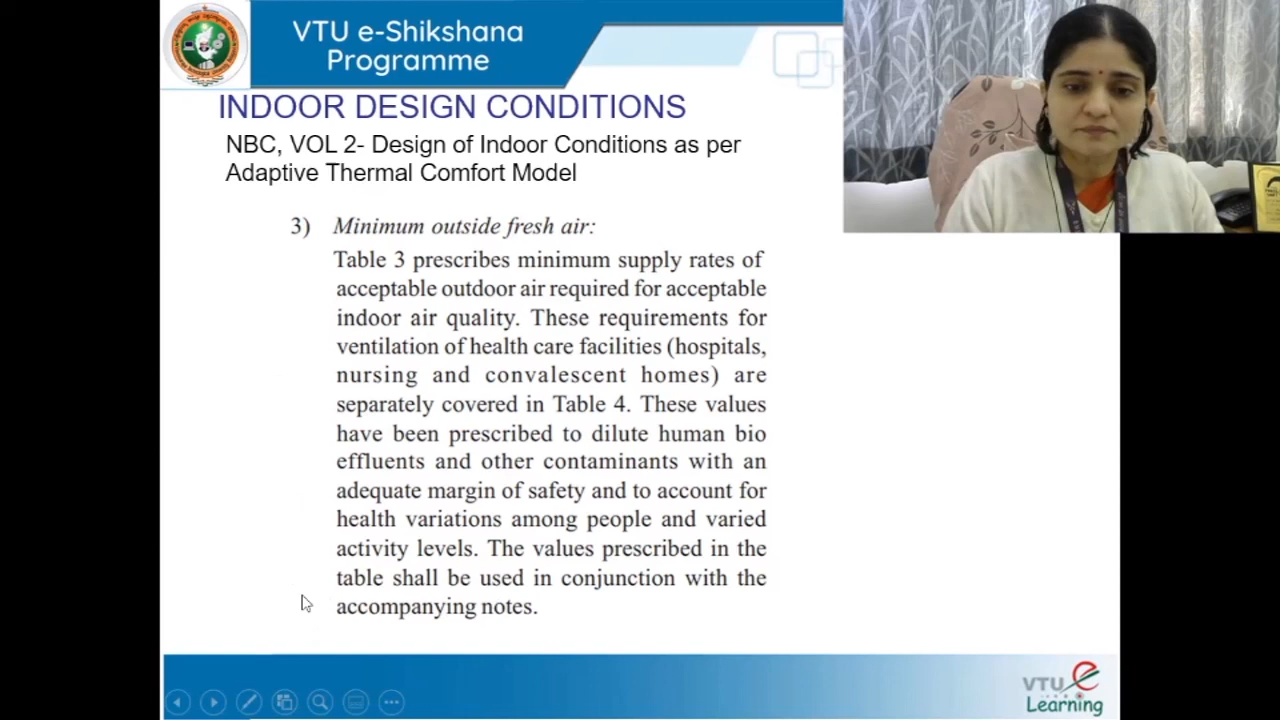 VTU e-Shikshana
Programme
INDOOR DESIGN CONDITIONS
NBC, VOL 2- Design of Indoor Conditions as per
Adaptive Thermal Comfort Model
3) Minimum outside fresh air:
Table 3 prescribes minimum supply rates of
acceptable outdoor air required for acceptable
indoor air quality. These requirements for
ventilation of health care facilities (hospitals,
nursing and convalescent homes) are
separately covered in Table 4. These values
have been prescribed to dilute human bio
effluents and other contaminants with an
adequate margin of safety and to account for
health variations among people and varied
activity levels. The values prescribed in the
table shall be used in conjunction with the
accompanying notes.
VTU e
Learning